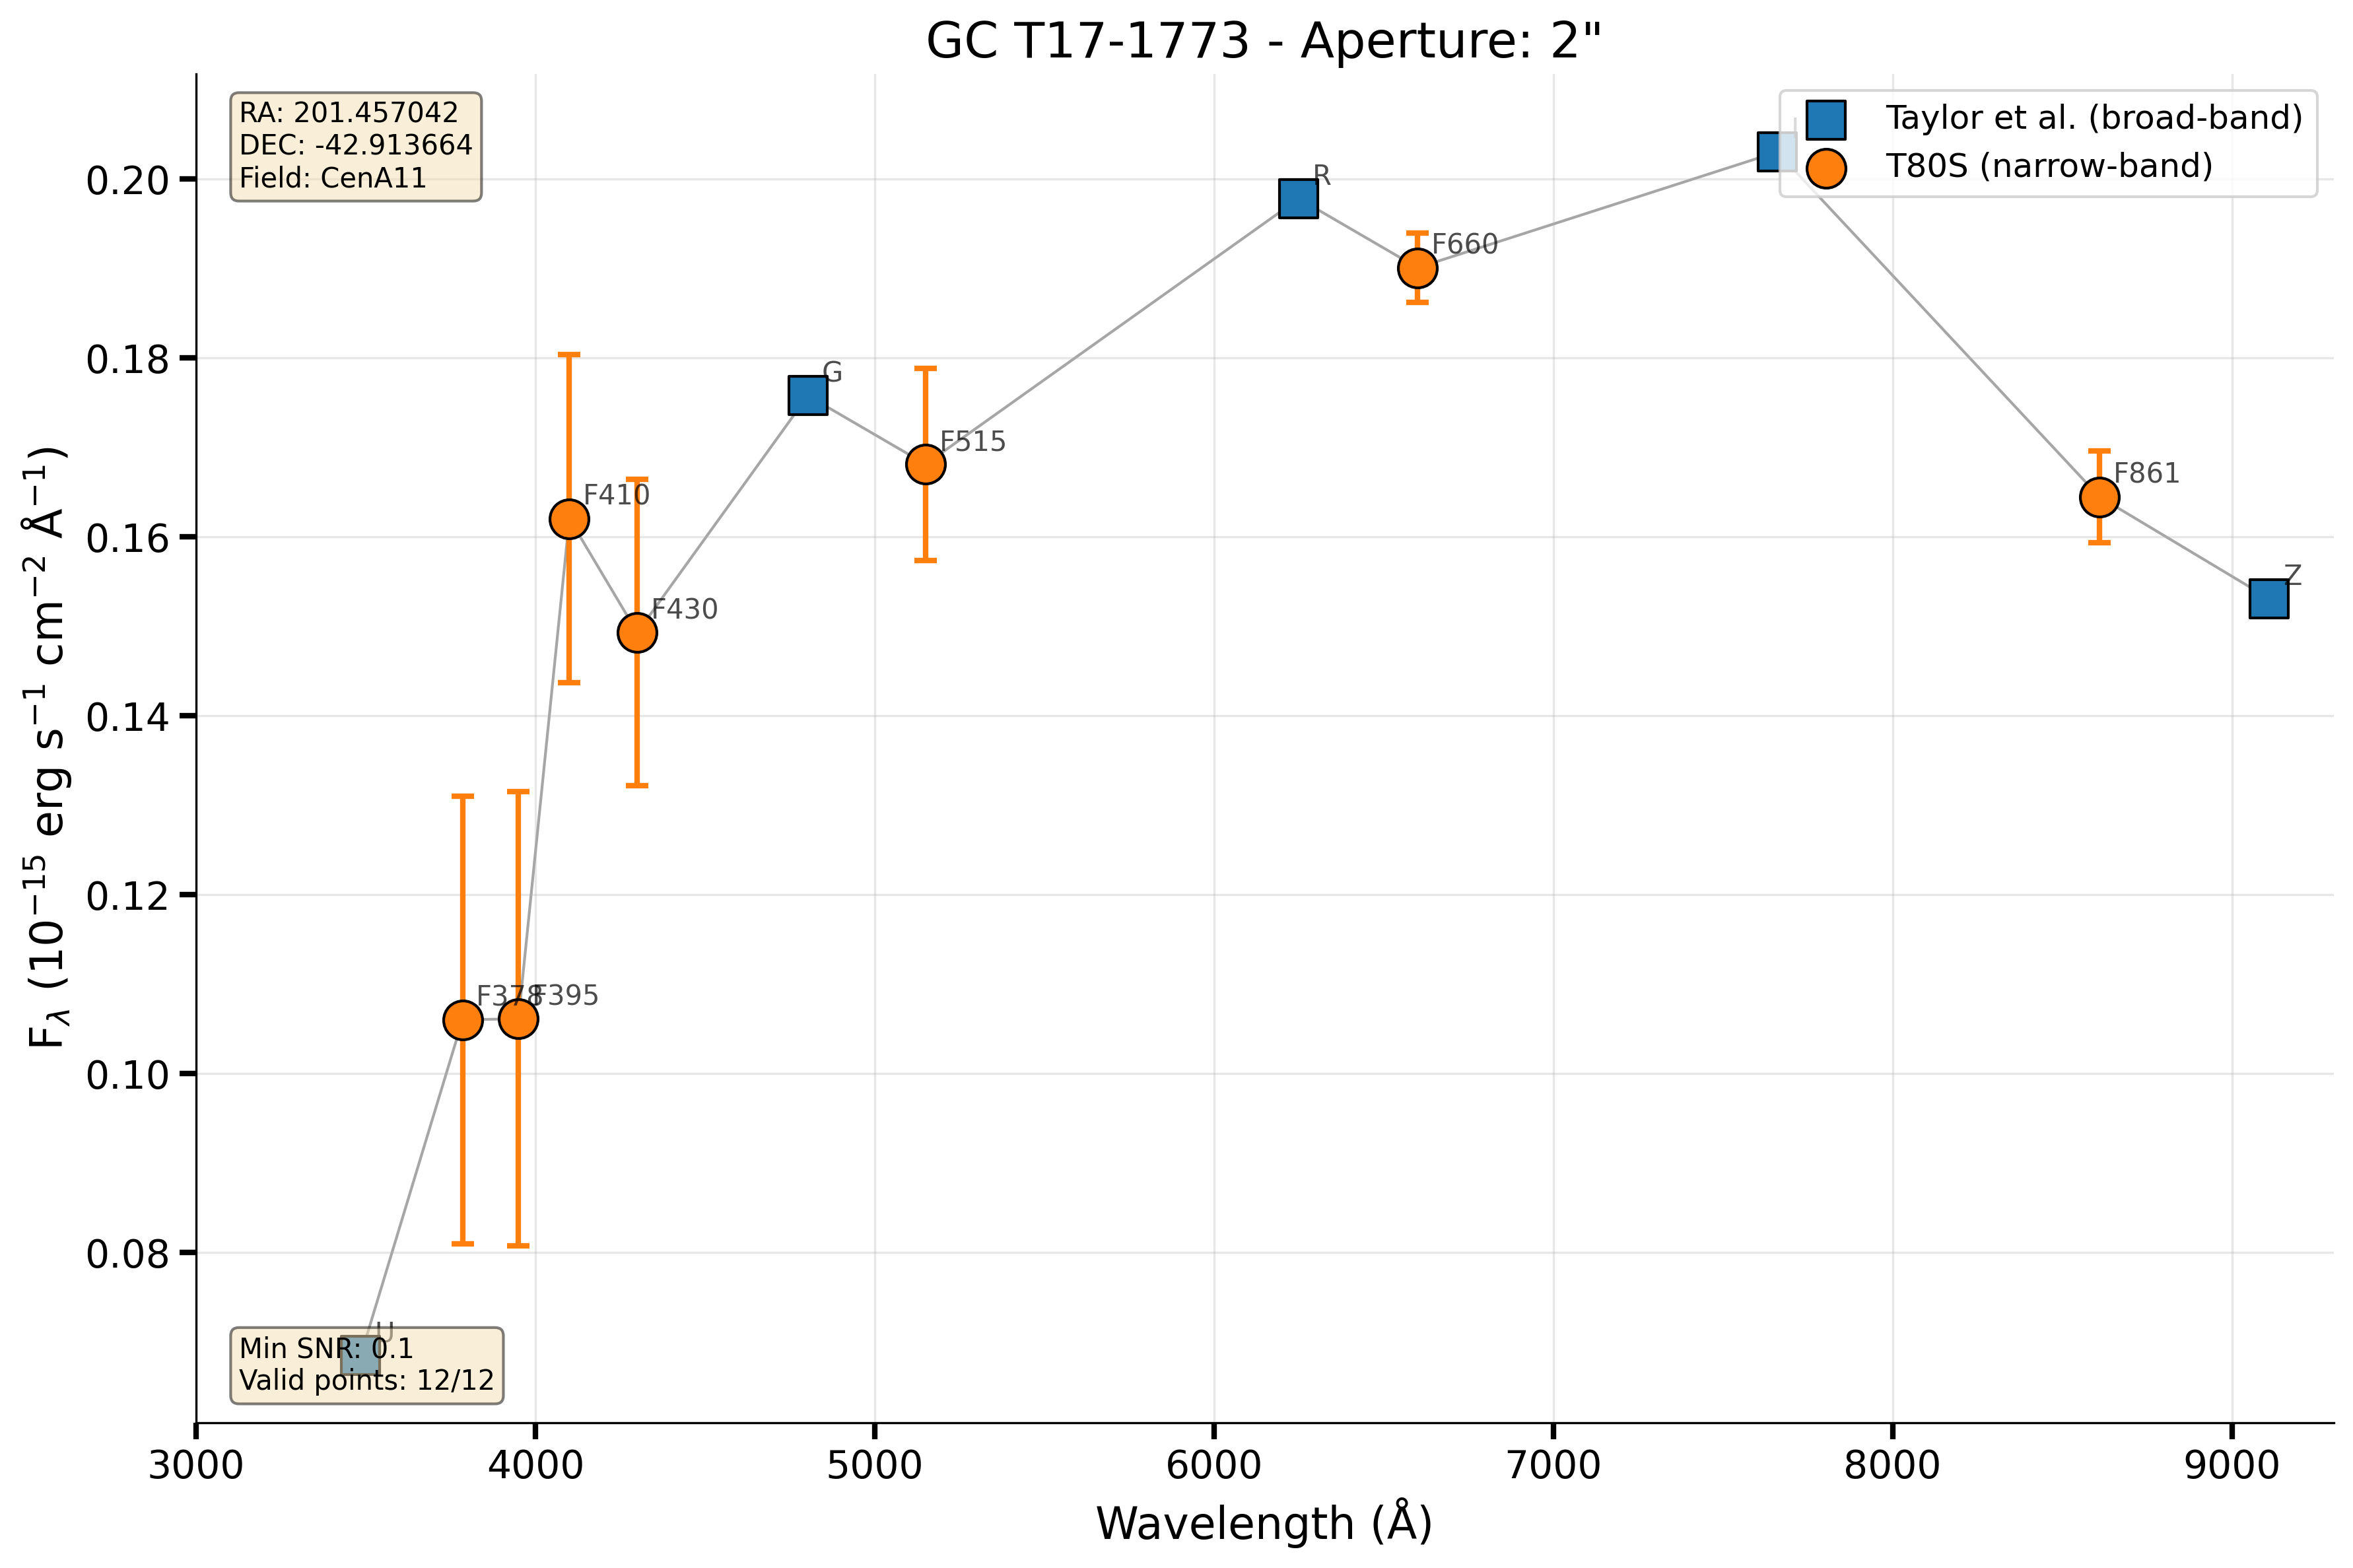 GC T17-1773 - Aperture: 2"
RA: 201.457042
DEC: -42.913664
Field: CenA11
Taylor et al. (broad-band)
T80S (narrow-band)
R
F660
G
F410
F515
F861
F430
Z
F378
F395
U
Min SNR: 0.1
Valid points: 12/12
0.20
0.18
0.16
0.14
0.12
0.10
0.08
3000 4000 5000 6000 7000 8000 9000
Wavelength (Å)
F_λ (10⁻¹⁵ erg s⁻¹ cm⁻² Å⁻¹)